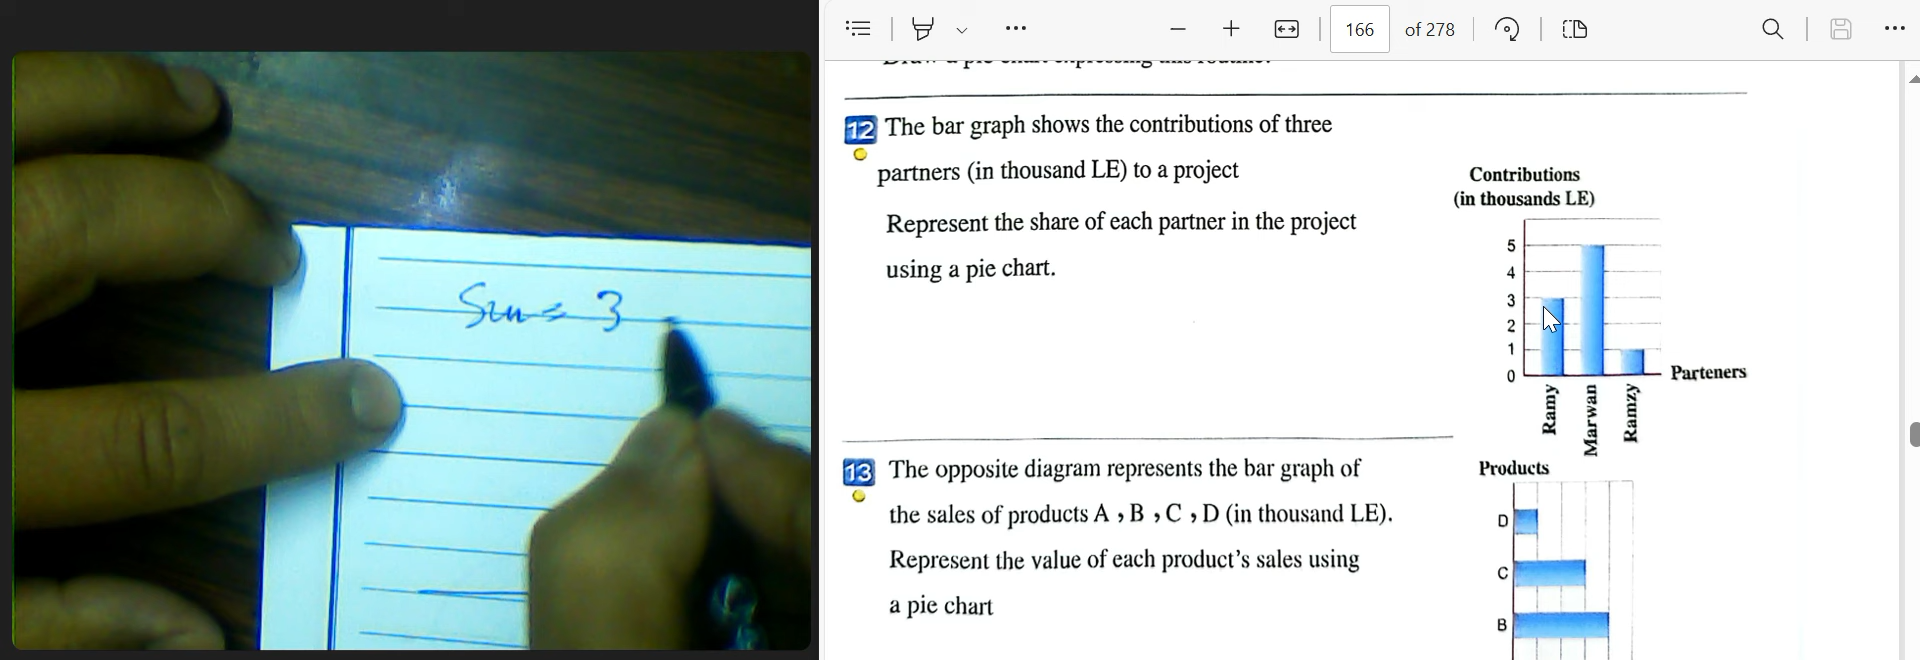 Sum = 3
166 of 278
12 The bar graph shows the contributions of three
partners (in thousand LE) to a project
Represent the share of each partner in the project
using a pie chart.
Contributions
(in thousands LE)
5
4
3
2
1
0
Parteners
Ramy
Marwan
Ramzy
13 The opposite diagram represents the bar graph of
the sales of products A , B , C , D (in thousand LE).
Represent the value of each product's sales using
a pie chart
Products
D
C
B